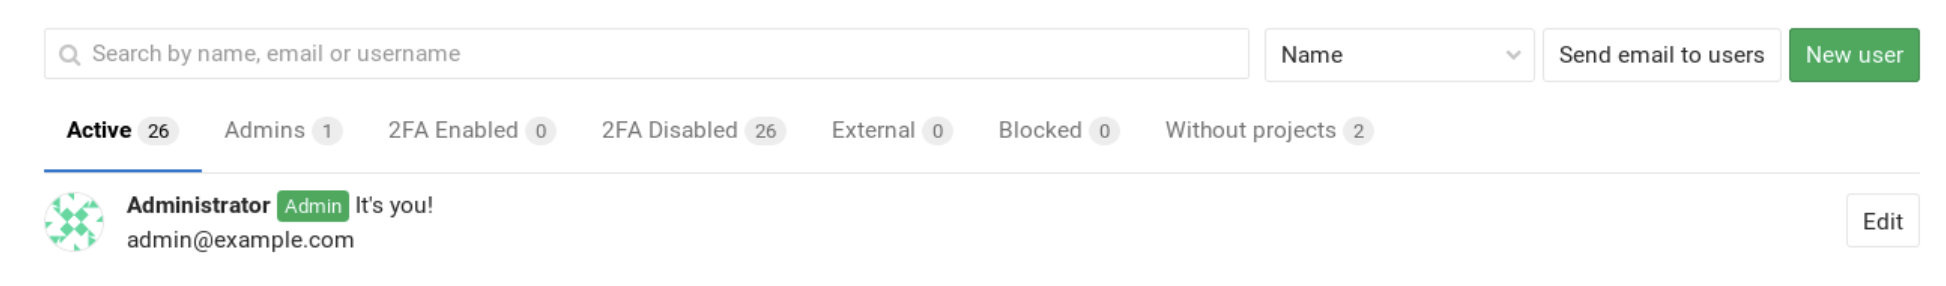 Search by name, email or username Name Send email to users New user
Active 26 Admins 1 2FA Enabled 0 2FA Disabled 26 External 0 Blocked 0 Without projects 2
Administrator Admin It's you!
admin@example.com
Edit